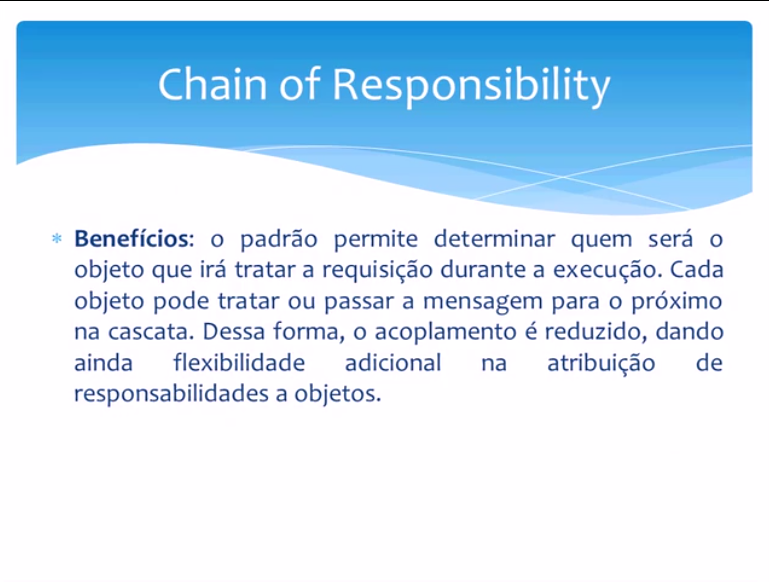 Chain of Responsibility
* Benefícios: o padrão permite determinar quem será o
objeto que irá tratar a requisição durante a execução. Cada
objeto pode tratar ou passar a mensagem para o próximo
na cascata. Dessa forma, o acoplamento é reduzido, dando
ainda flexibilidade adicional na atribuição de
responsabilidades a objetos.